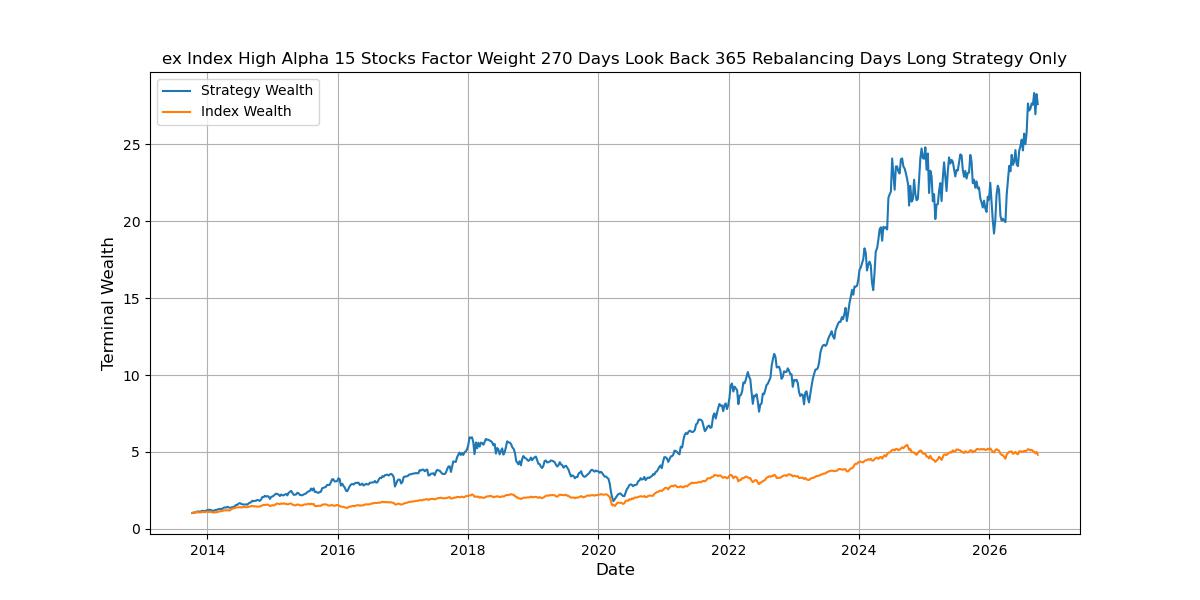 ex Index High Alpha 15 Stocks Factor Weight 270 Days Look Back 365 Rebalancing Days Long Strategy Only
Strategy Wealth
Index Wealth
Terminal Wealth
25
20
15
10
5
0
2014 2016 2018 2020 2022 2024 2026
Date